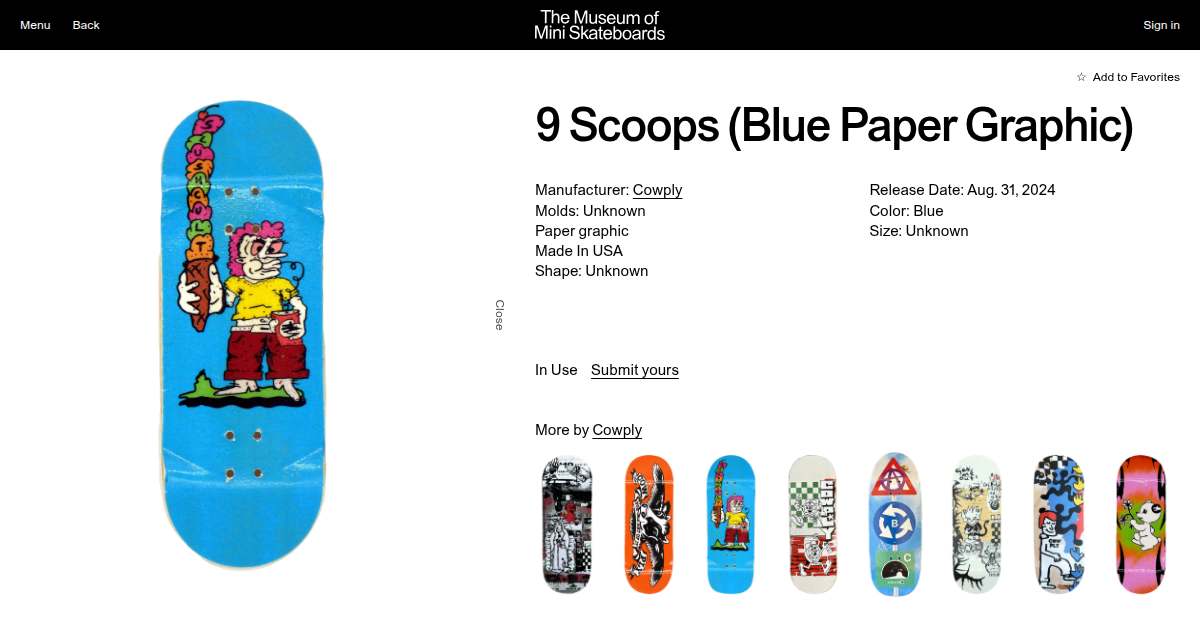 Menu
Back
The Museum of
Mini Skateboards
Sign in
☆ Add to Favorites
9 Scoops (Blue Paper Graphic)
Manufacturer: Cowply
Molds: Unknown
Paper graphic
Made In USA
Shape: Unknown
Release Date: Aug. 31, 2024
Color: Blue
Size: Unknown
SLUSHCULT
Close
In Use
Submit yours
More by Cowply
B
C